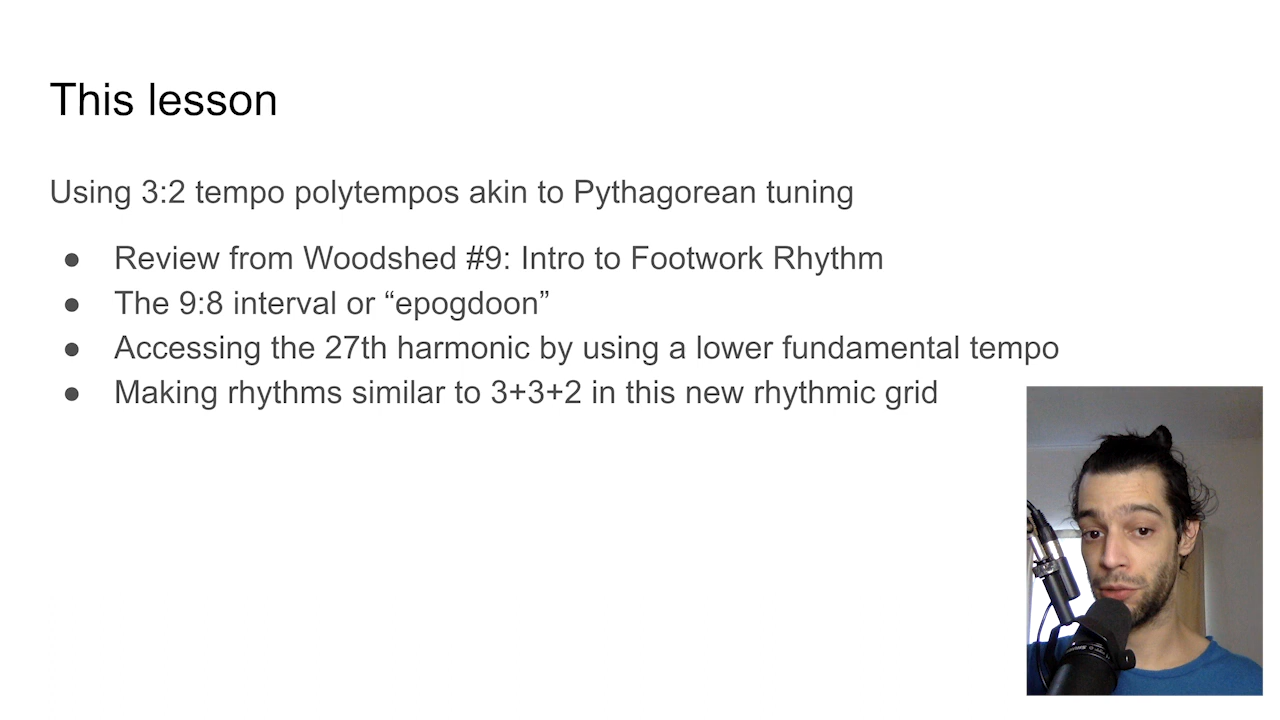 This lesson
Using 3:2 tempo polytempos akin to Pythagorean tuning
● Review from Woodshed #9: Intro to Footwork Rhythm
● The 9:8 interval or “epogdoon”
● Accessing the 27th harmonic by using a lower fundamental tempo
● Making rhythms similar to 3+3+2 in this new rhythmic grid